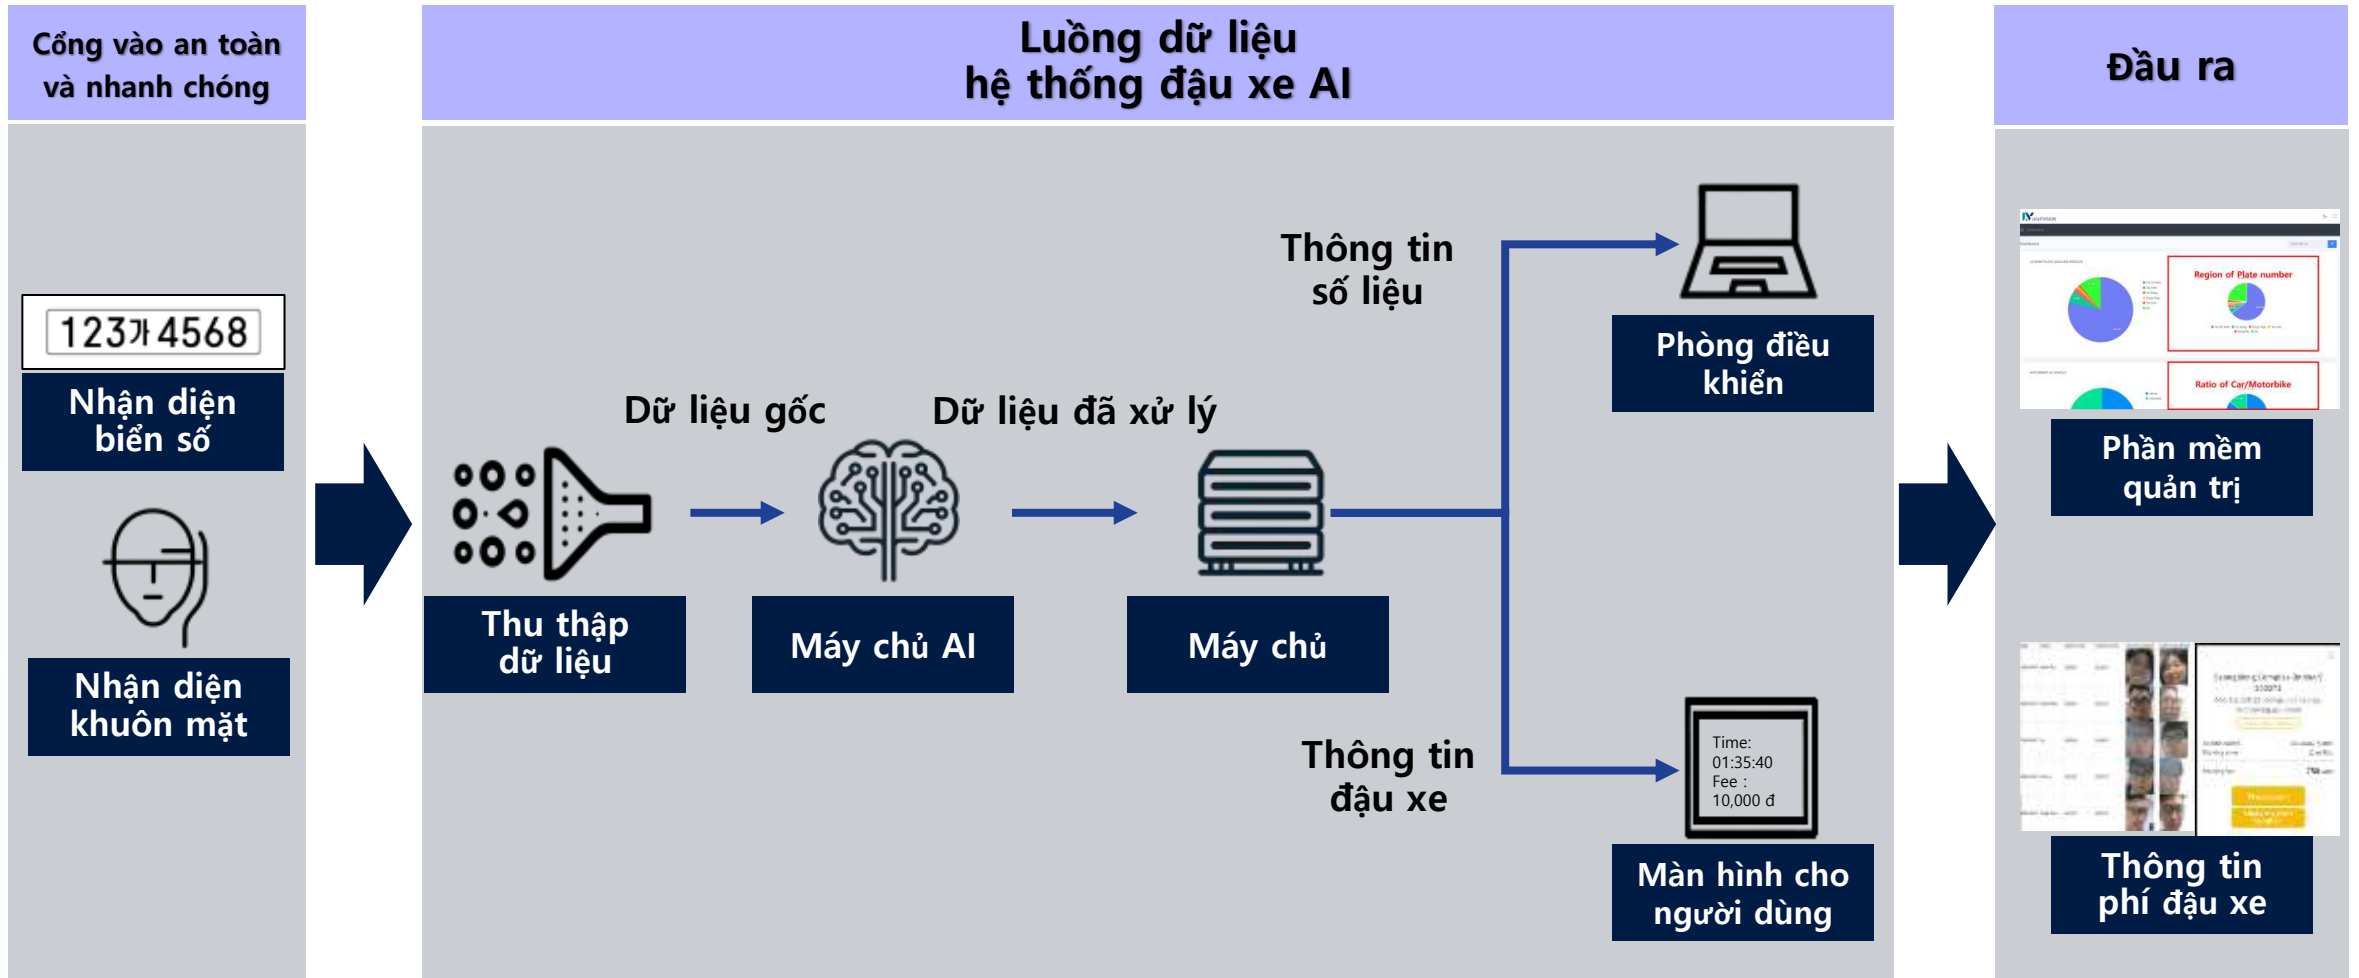 Cổng vào an toàn
và nhanh chóng
123가 4568
Nhận diện
biển số
Nhận diện
khuôn mặt
Luồng dữ liệu
hệ thống đậu xe AI
Dữ liệu gốc
Dữ liệu đã xử lý
Thông tin
số liệu
Thông tin
đậu xe
Thu thập
dữ liệu
Máy chủ AI
Máy chủ
Phòng điều
khiển
Time:
01:35:40
Fee :
10,000 đ
Màn hình cho
người dùng
Đầu ra
Region of Plate number
Ratio of Car/Motorbike
Phần mềm
quản trị
Thông tin
phí đậu xe